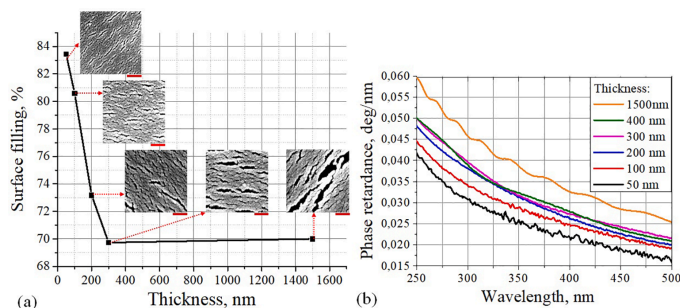 84
82
80
78
76
74
72
70
68
Surface filling, %
0 200 400 600 800 1000 1200 1400 1600
Thickness, nm
(a)
0,060
0,055
0,050
0,045
0,040
0,035
0,030
0,025
0,020
0,015
Phase retardance, deg/nm
Thickness:
1500nm
400 nm
300 nm
200 nm
100 nm
50 nm
250 300 350 400 450 500
Wavelength, nm
(b)